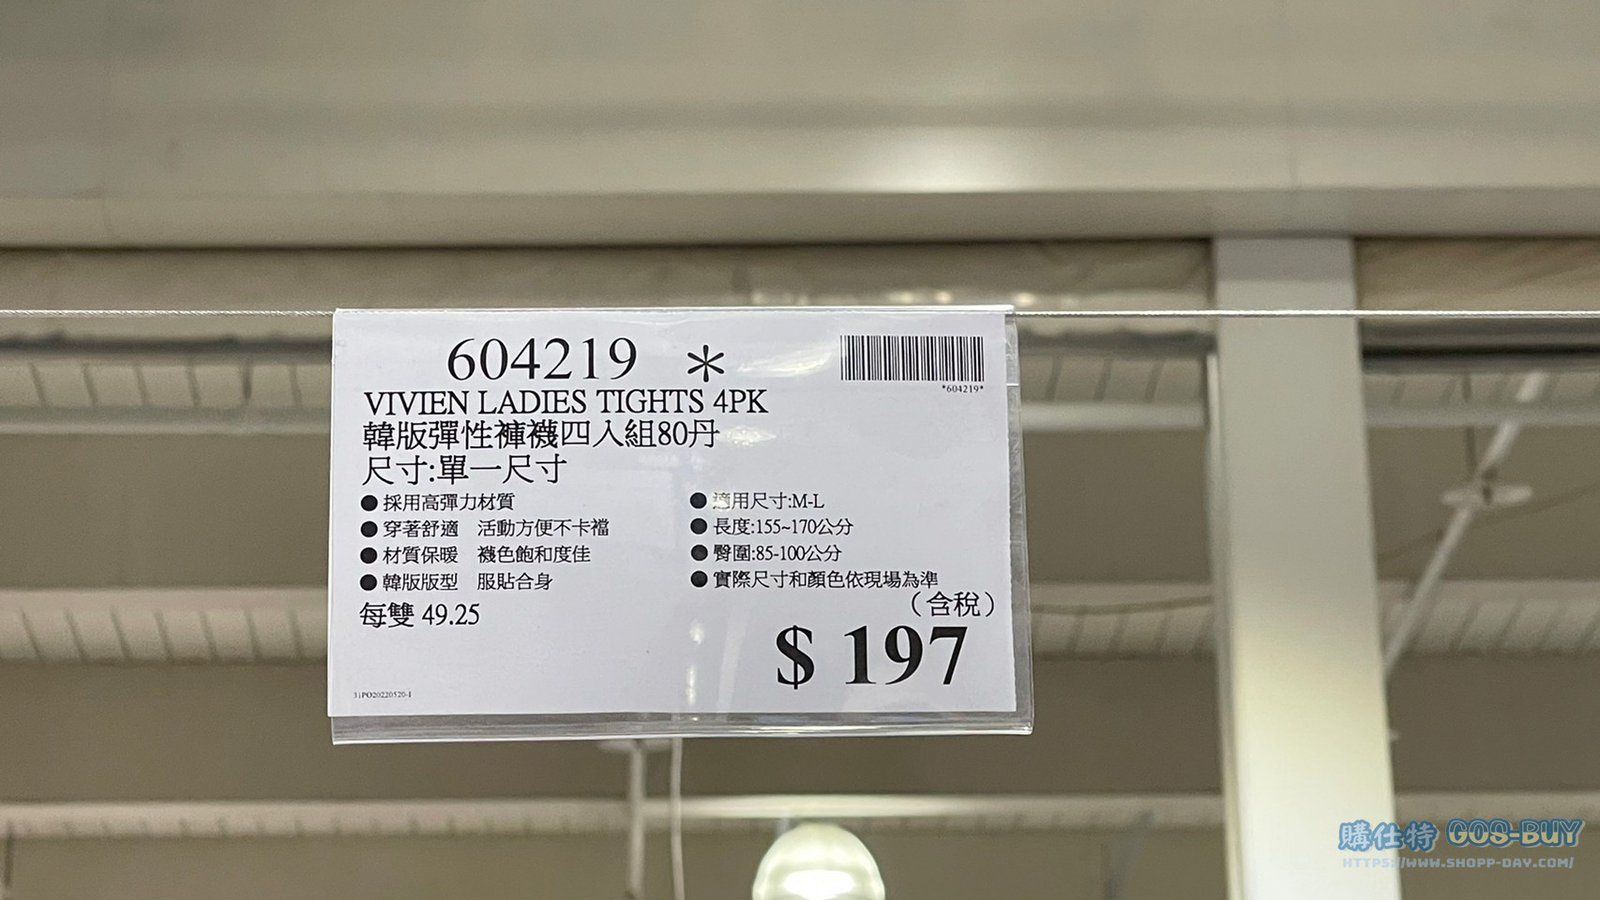 604219 *
*604219*
VIVIEN LADIES TIGHTS 4PK
韓版彈性褲襪四入組80丹
尺寸:單一尺寸
● 採用高彈力材質
● 穿著舒適 活動方便不卡襠
● 材質保暖 襪色飽和度佳
● 韓版版型 服貼合身
● 適用尺寸:M-L
● 長度:155~170公分
● 臀圍:85-100公分
● 實際尺寸和顏色依現場為準
每雙 49.25
(含稅)
$ 197
31PO20220520-1
購仕特 GOS-BUY
HTTPS://WWW.SHOPP-DAY.COM/